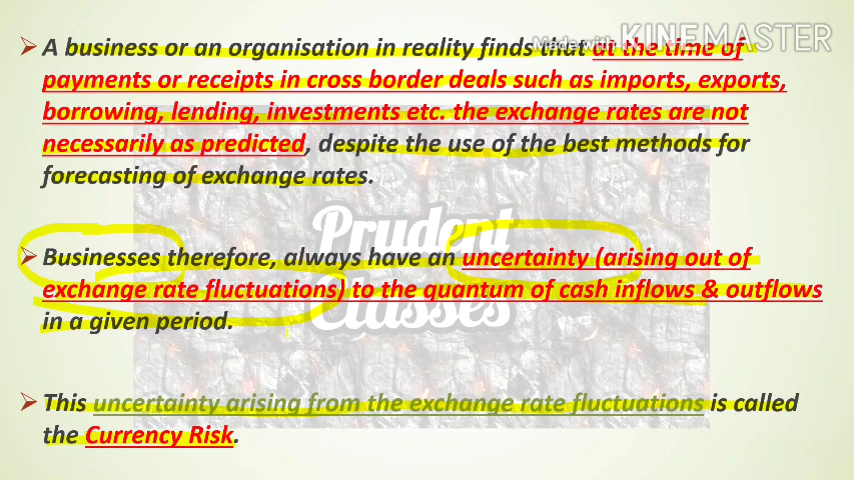 Made with KINEMASTER
A business or an organisation in reality finds that at the time of
payments or receipts in cross border deals such as imports, exports,
borrowing, lending, investments etc. the exchange rates are not
necessarily as predicted, despite the use of the best methods for
forecasting of exchange rates.
Prudent
Businesses therefore, always have an uncertainty (arising out of
exchange rate fluctuations) to the quantum of cash inflows & outflows
Classes
in a given period.
This uncertainty arising from the exchange rate fluctuations is called
the Currency Risk.